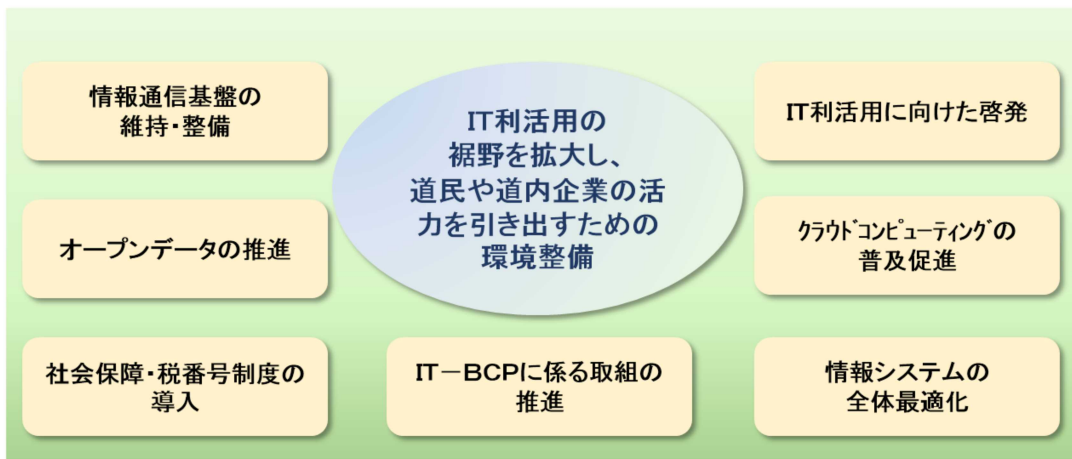 情報通信基盤の
維持・整備
オープンデータの推進
社会保障・税番号制度の
導入
IT利活用の
裾野を拡大し、
道民や道内企業の活
力を引き出すための
環境整備
IT－BCPに係る取組の
推進
IT利活用に向けた啓発
ｸﾗｳﾄﾞｺﾝﾋﾟｭｰﾃｨﾝｸﾞの
普及促進
情報システムの
全体最適化